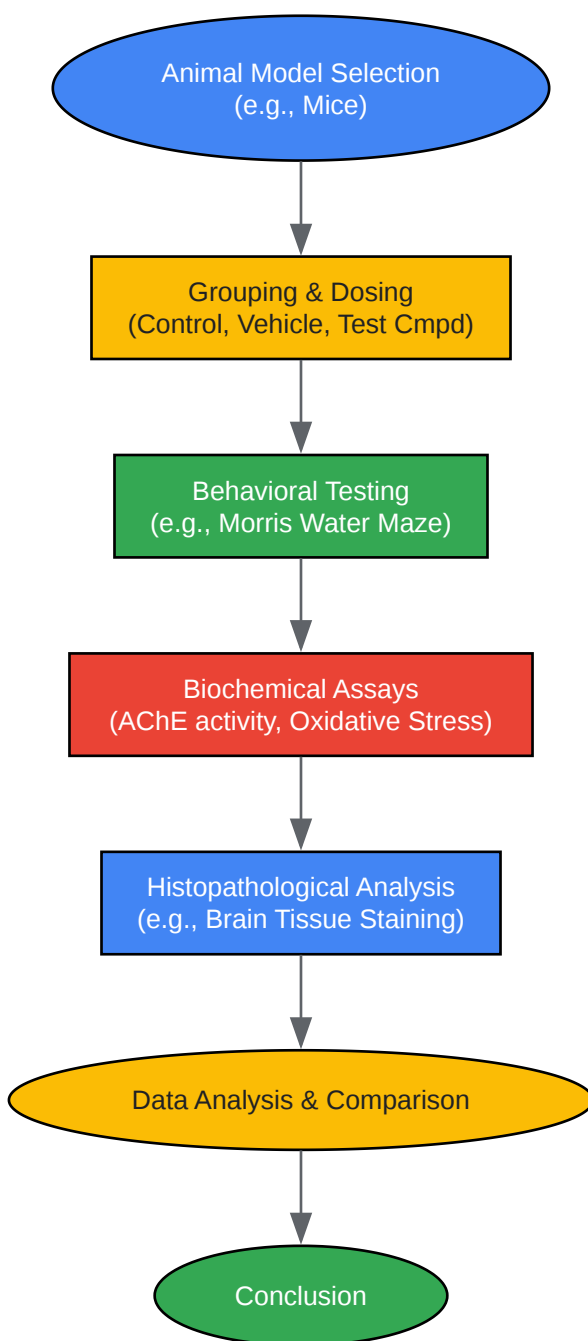 Animal Model Selection
(e.g., Mice)
Grouping & Dosing
(Control, Vehicle, Test Cmpd)
Behavioral Testing
(e.g., Morris Water Maze)
Biochemical Assays
(AChE activity, Oxidative Stress)
Histopathological Analysis
(e.g., Brain Tissue Staining)
Data Analysis & Comparison
Conclusion